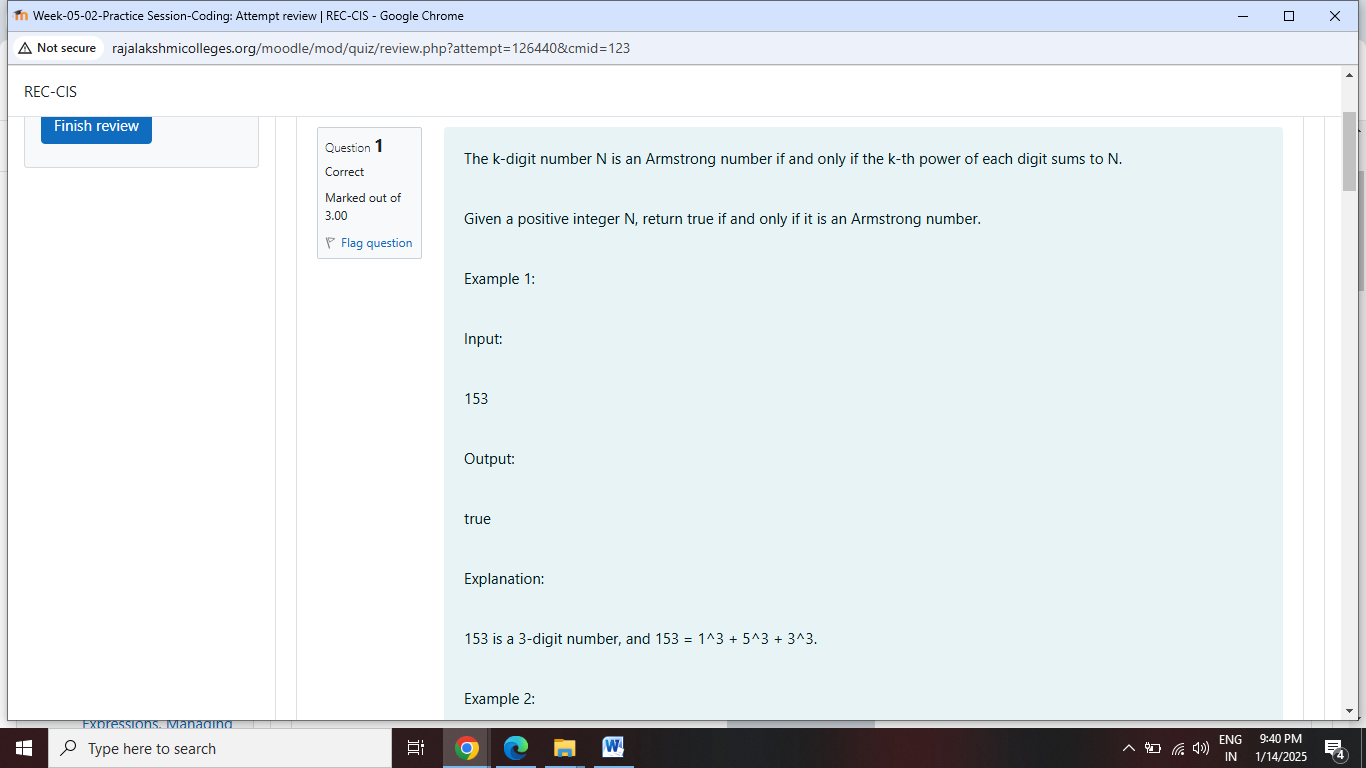 Week-05-02-Practice Session-Coding: Attempt review | REC-CIS - Google Chrome
Not secure rajalakshmicolleges.org/moodle/mod/quiz/review.php?attempt=126440&cmid=123
REC-CIS
Finish review
Question 1
Correct
Marked out of
3.00
Flag question
The k-digit number N is an Armstrong number if and only if the k-th power of each digit sums to N.
Given a positive integer N, return true if and only if it is an Armstrong number.
Example 1:
Input:
153
Output:
true
Explanation:
153 is a 3-digit number, and 153 = 1^3 + 5^3 + 3^3.
Example 2:
Expressions, Managing
Type here to search
ENG
IN
9:40 PM
1/14/2025
4